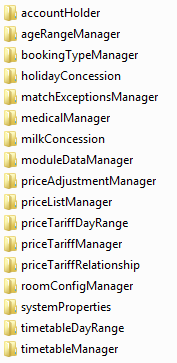 accountHolder
ageRangeManager
bookingTypeManager
holidayConcession
matchExceptionsManager
medicalManager
milkConcession
moduleDataManager
priceAdjustmentManager
priceListManager
priceTariffDayRange
priceTariffManager
priceTariffRelationship
roomConfigManager
systemProperties
timetableDayRange
timetableManager